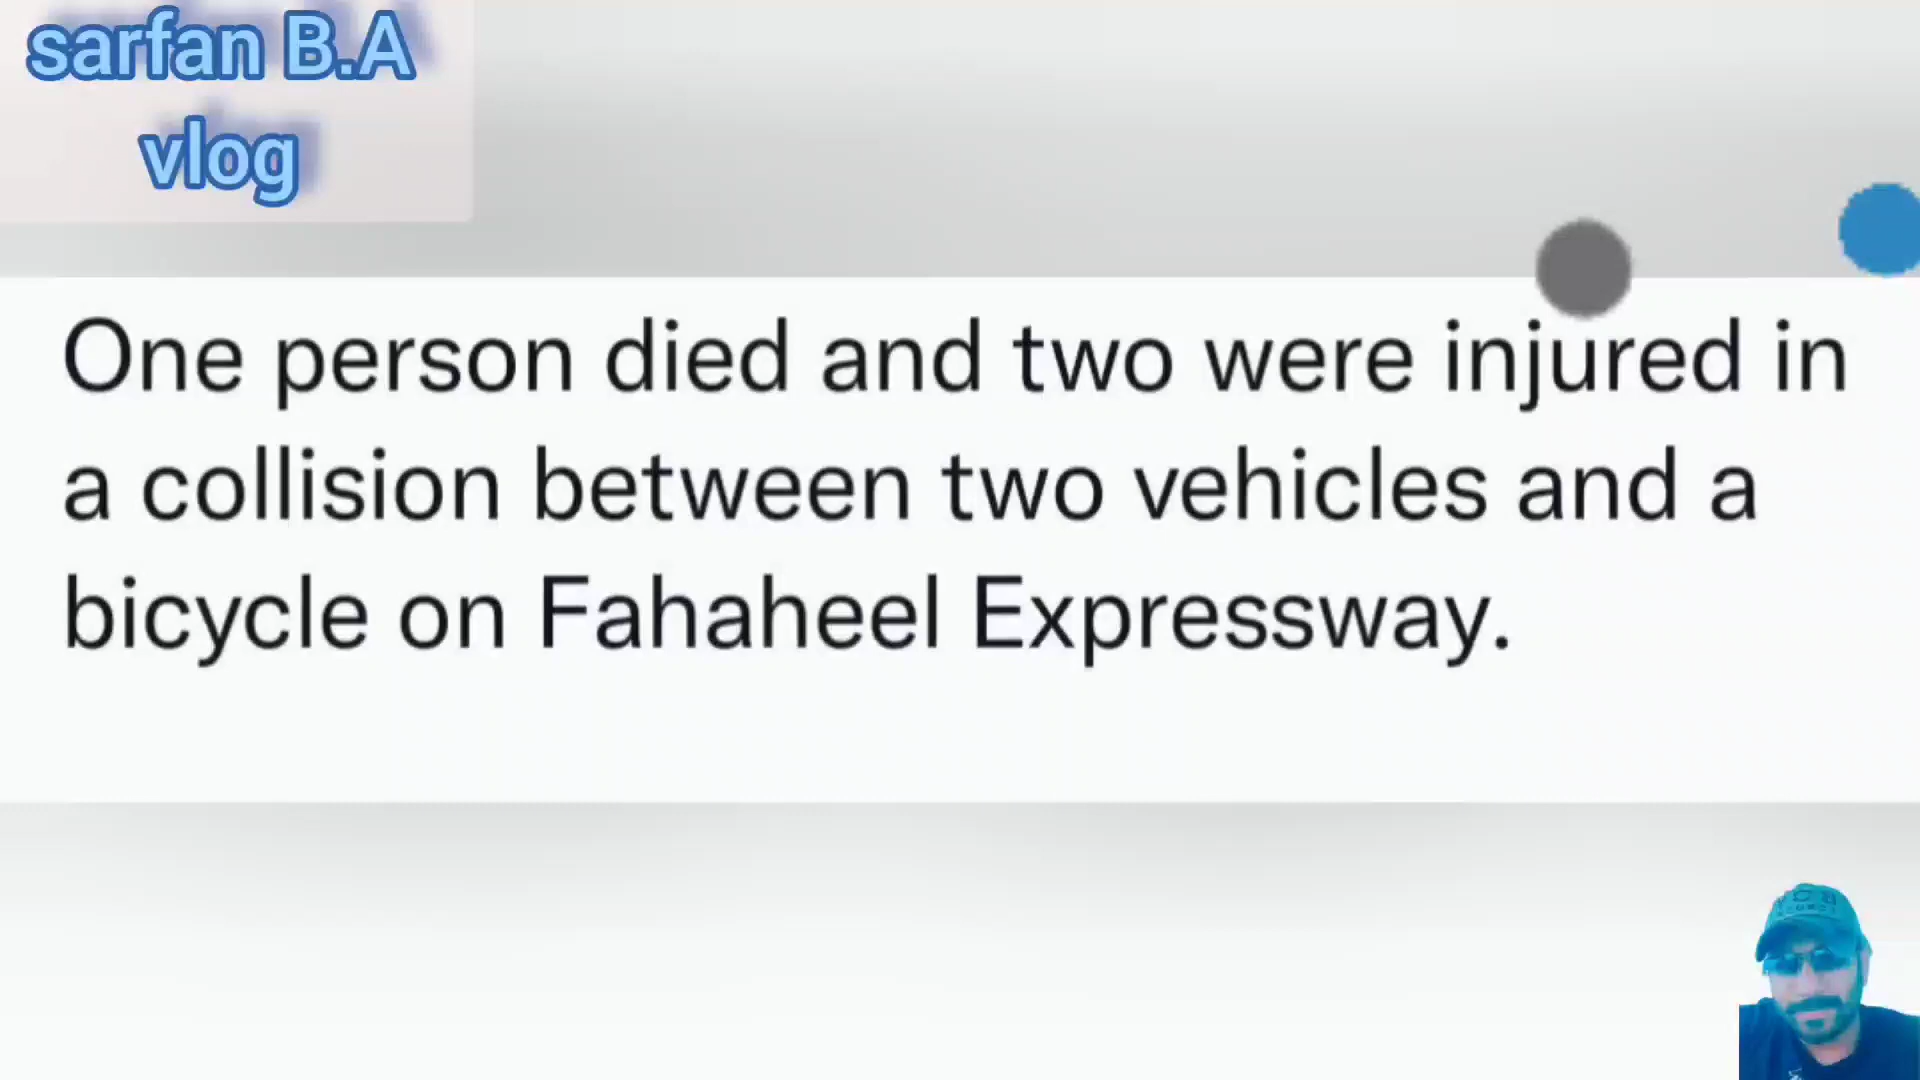 sarfan B.A
vlog
One person died and two were injured in
a collision between two vehicles and a
bicycle on Fahaheel Expressway.